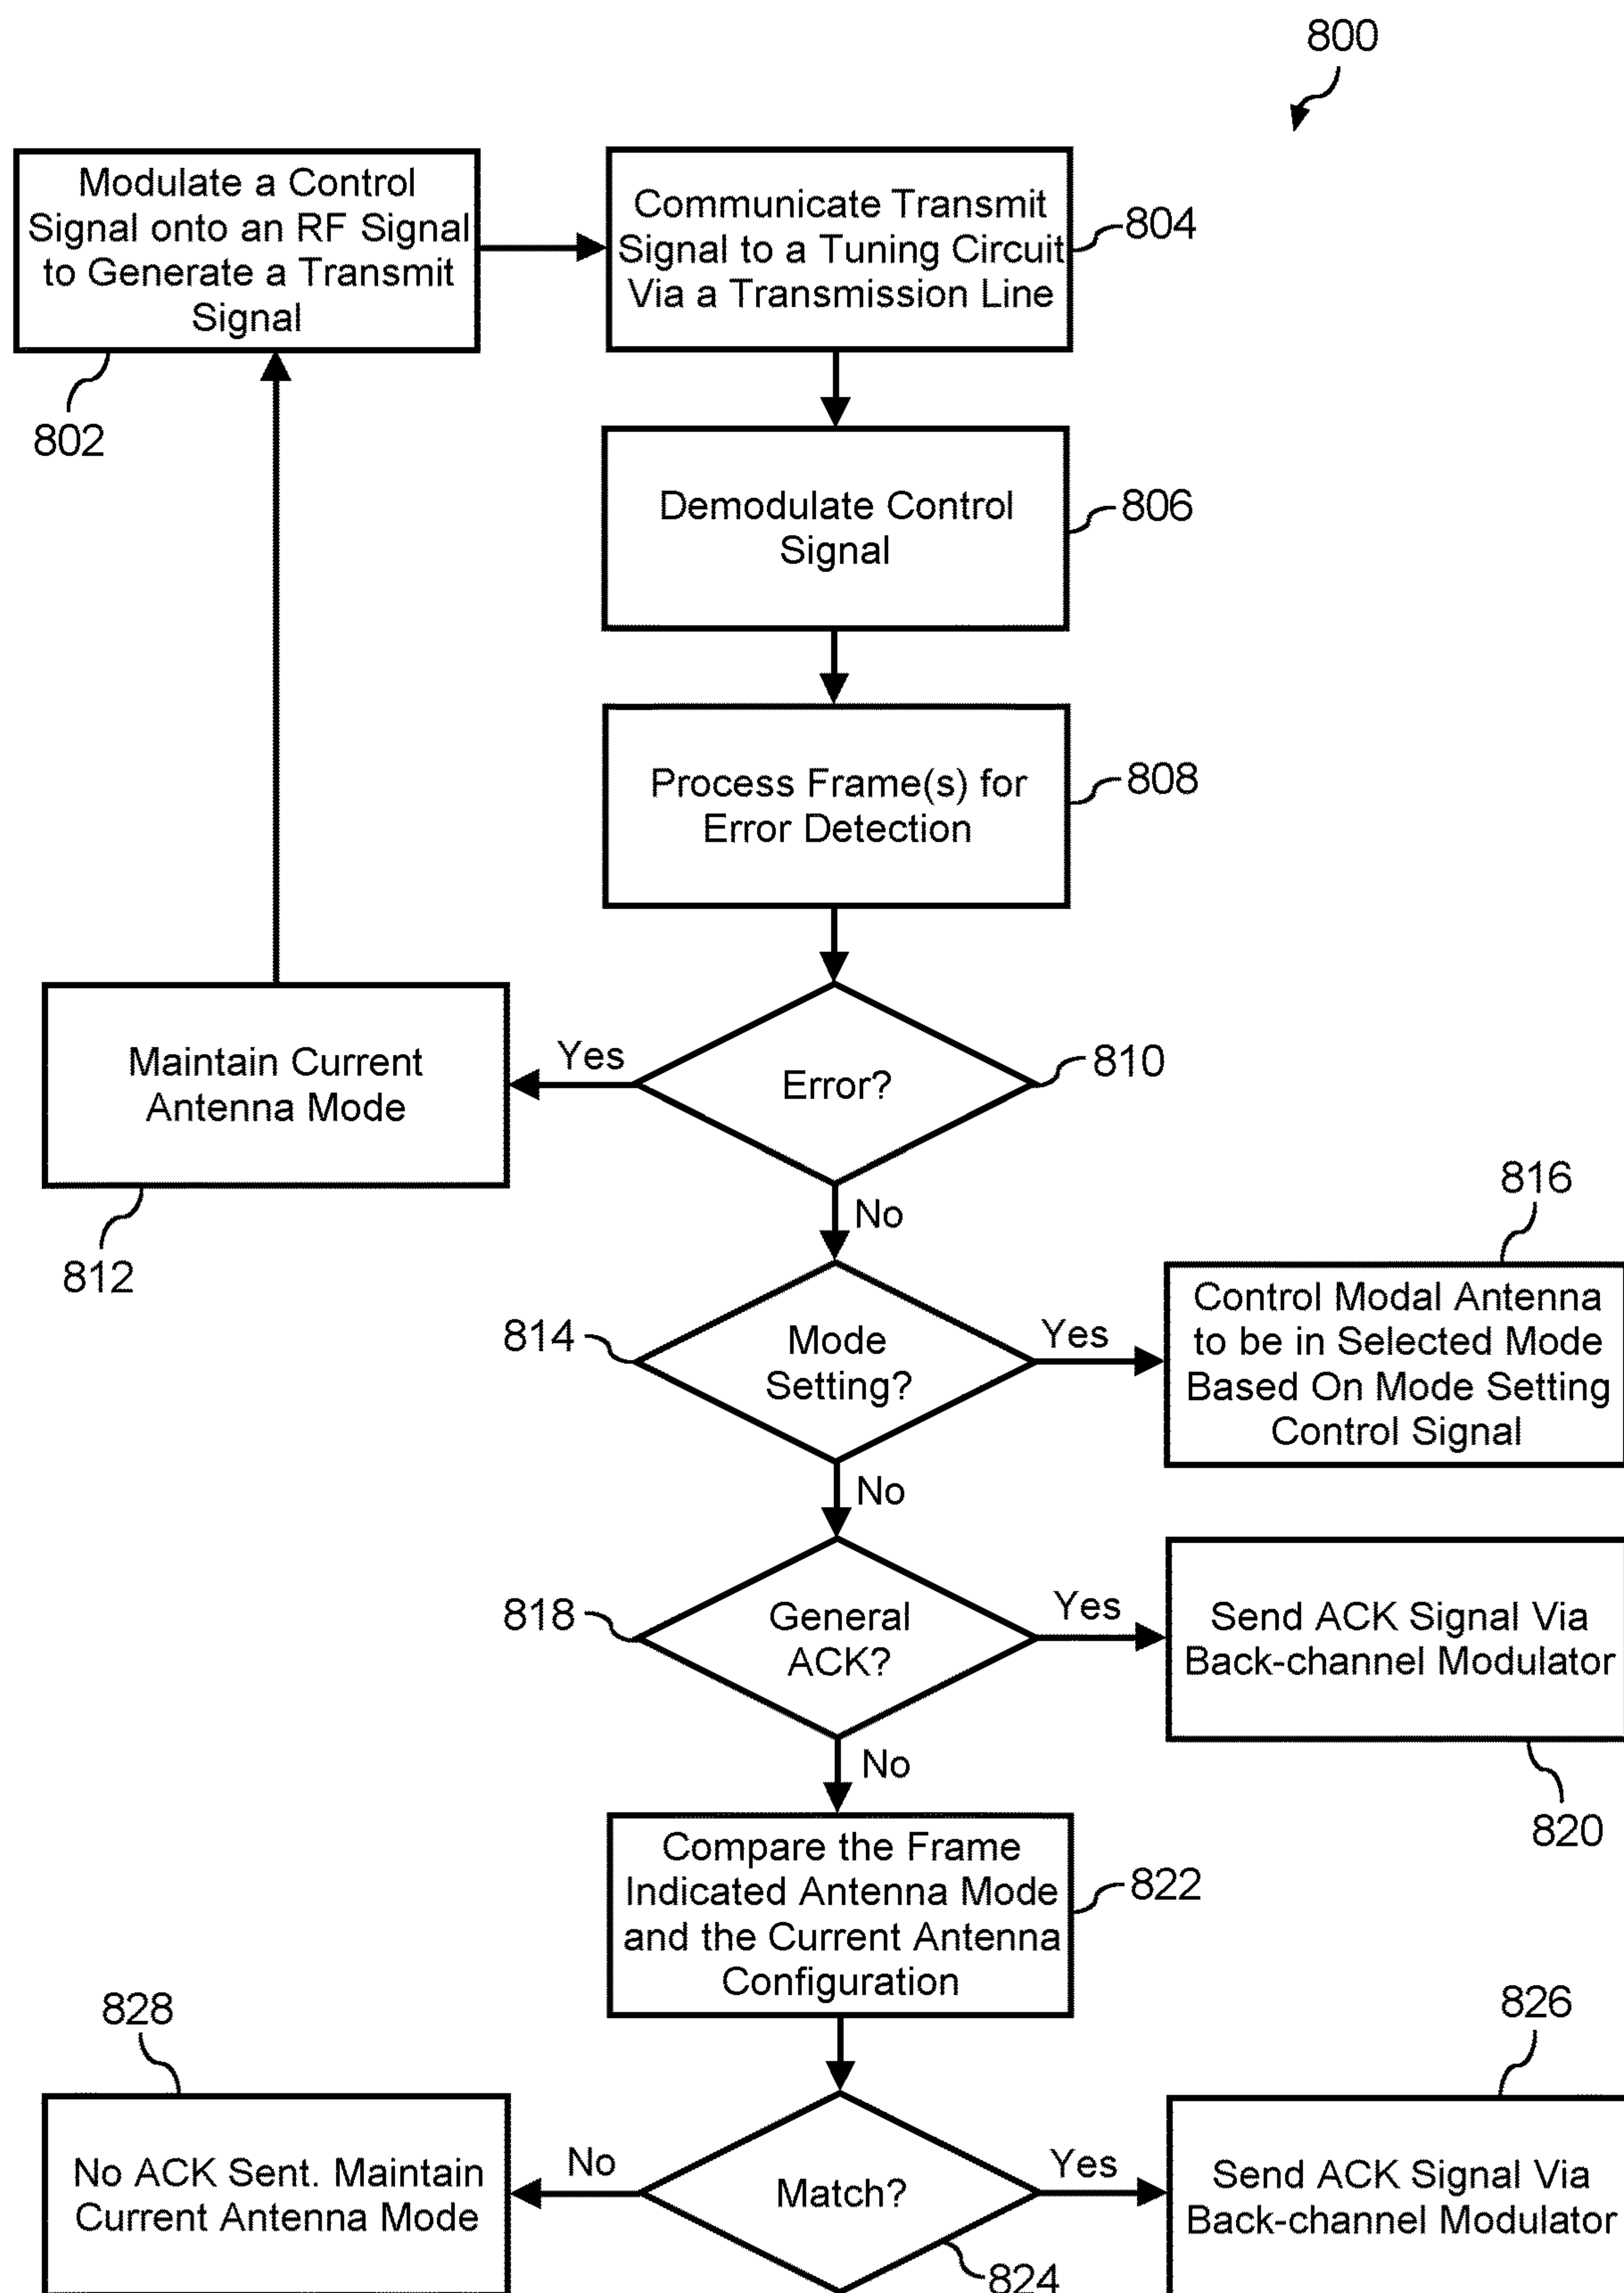 800
Modulate a Control
Signal onto an RF Signal
to Generate a Transmit
Signal
802
Communicate Transmit
Signal to a Tuning Circuit
Via a Transmission Line
804
Demodulate Control
Signal
806
Process Frame(s) for
Error Detection
808
Error?
810
Yes
Maintain Current
Antenna Mode
812
No
Mode
Setting?
814
Yes
816
Control Modal Antenna
to be in Selected Mode
Based On Mode Setting
Control Signal
No
General
ACK?
818
Yes
Send ACK Signal Via
Back-channel Modulator
820
No
Compare the Frame
Indicated Antenna Mode
and the Current Antenna
Configuration
822
Match?
824
No
828
No ACK Sent. Maintain
Current Antenna Mode
Yes
826
Send ACK Signal Via
Back-channel Modulator